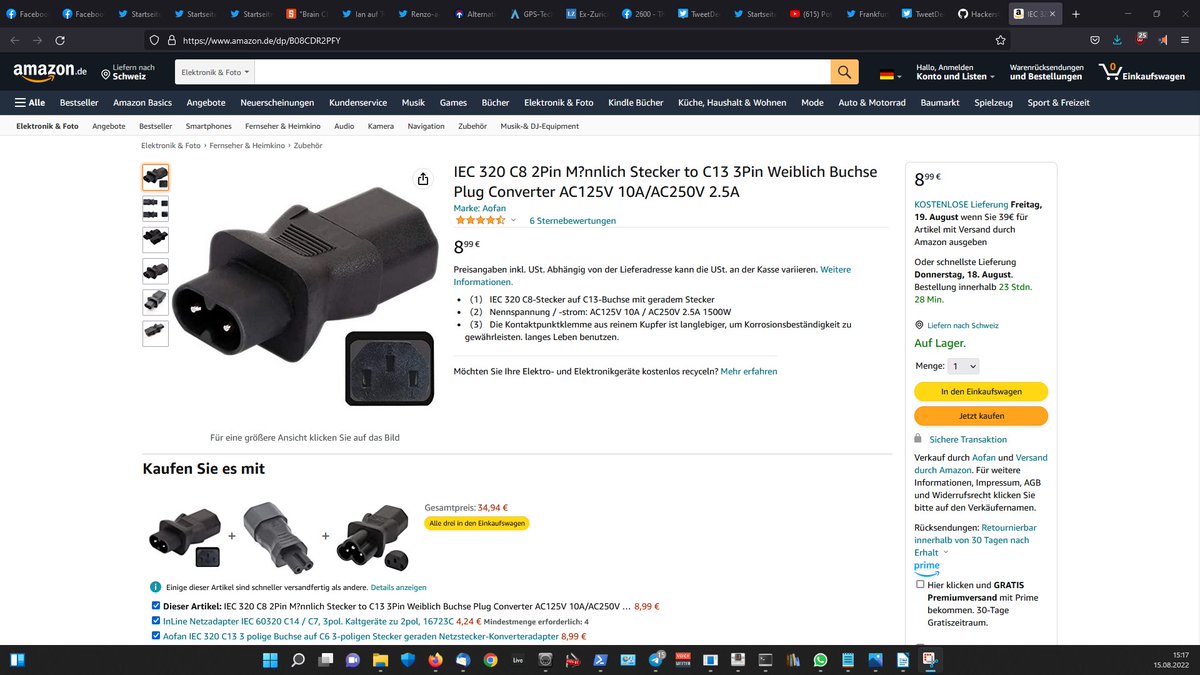 Faceboo
Faceboo
Startseite
Startseite
Startseite
"Brain C
Ian auf
Renzo-a
Alternati
GPS-Tech
Ex-Zuric
2600 - Th
TweetDe
Startseite
(615) Po
Frankfur
TweetDe
Hackerst
IEC 32
https://www.amazon.de/dp/B08CDR2PFY
25
amazon.de
Liefern nach
Schweiz
Elektronik & Foto
Hallo, Anmelden
Konto und Listen
Warenrücksendungen
und Bestellungen
0
Einkaufswagen
Alle
Bestseller
Amazon Basics
Angebote
Neuerscheinungen
Kundenservice
Musik
Games
Bücher
Elektronik & Foto
Kindle Bücher
Küche, Haushalt & Wohnen
Mode
Auto & Motorrad
Baumarkt
Spielzeug
Sport & Freizeit
Elektronik & Foto
Angebote
Bestseller
Smartphones
Fernseher & Heimkino
Audio
Kamera
Navigation
Zubehör
Musik-& DJ-Equipment
Elektronik & Foto › Fernseher & Heimkino › Zubehör
IEC 320 C8 2Pin M?nnlich Stecker to C13 3Pin Weiblich Buchse
Plug Converter AC125V 10A/AC250V 2.5A
Marke: Aofan
6 Sternebewertungen
8⁹⁹ €
Preisangaben inkl. USt. Abhängig von der Lieferadresse kann die USt. an der Kasse variieren. Weitere
Informationen.
• （1） IEC 320 C8-Stecker auf C13-Buchse mit geradem Stecker
• （2） Nennspannung / -strom: AC125V 10A / AC250V 2.5A 1500W
• （3） Die Kontaktpunktklemme aus reinem Kupfer ist langlebiger, um Korrosionsbeständigkeit zu
gewährleisten. langes Leben benutzen.
Möchten Sie Ihre Elektro- und Elektronikgeräte kostenlos recyceln? Mehr erfahren
Für eine größere Ansicht klicken Sie auf das Bild
8⁹⁹ €
KOSTENLOSE Lieferung Freitag,
19. August wenn Sie 39€ für
Artikel mit Versand durch
Amazon ausgeben
Oder schnellste Lieferung
Donnerstag, 18. August.
Bestellung innerhalb 23 Stdn.
28 Min.
Liefern nach Schweiz
Auf Lager.
Menge: 1
In den Einkaufswagen
Jetzt kaufen
Sichere Transaktion
Verkauf durch Aofan und Versand
durch Amazon. Für weitere
Informationen, Impressum, AGB
und Widerrufsrecht klicken Sie
bitte auf den Verkäufernamen.
Rücksendungen: Retournierbar
innerhalb von 30 Tagen nach
Erhalt
prime
Hier klicken und GRATIS
Premiumversand mit Prime
bekommen. 30-Tage
Gratiszeitraum.
Kaufen Sie es mit
+
+
Gesamtpreis: 34,94 €
Alle drei in den Einkaufswagen
Einige dieser Artikel sind schneller versandfertig als andere. Details anzeigen
Dieser Artikel: IEC 320 C8 2Pin M?nnlich Stecker to C13 3Pin Weiblich Buchse Plug Converter AC125V 10A/AC250V … 8,99 €
InLine Netzadapter IEC 60320 C14 / C7, 3pol. Kaltgeräte zu 2pol, 16723C 4,24 € Mindestmenge erforderlich: 4
Aofan IEC 320 C13 3 polige Buchse auf C6 3-poligen Stecker geraden Netzstecker-Konverteradapter 8,99 €
Live
15:17
15.08.2022